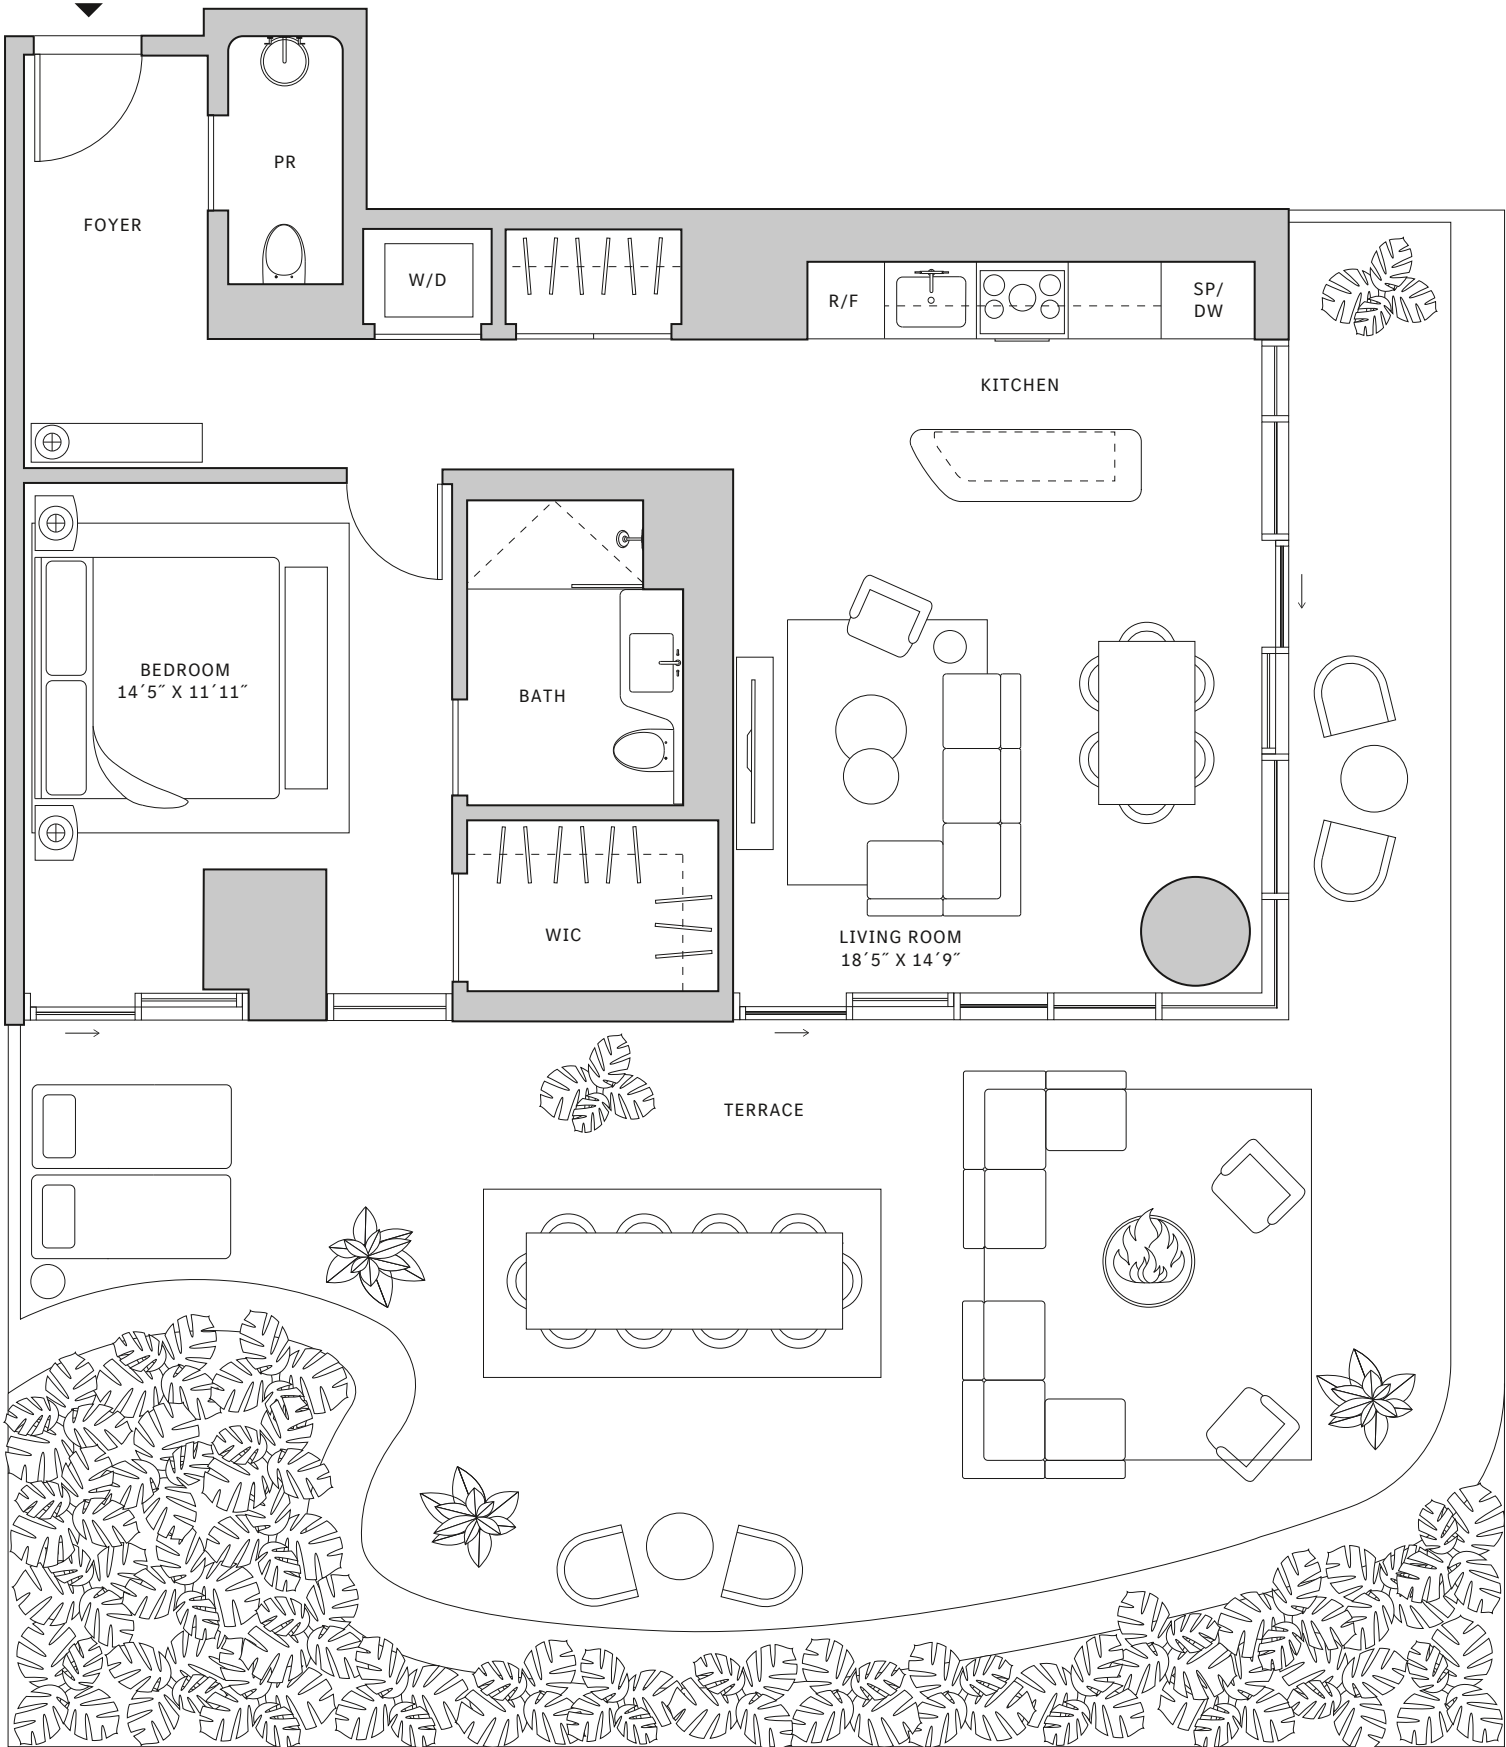 PR
FOYER
W/D
R/F
SP/
DW
KITCHEN
BEDROOM
14´5˝ X 11´11˝
BATH
WIC
LIVING ROOM
18´5˝ X 14´9˝
TERRACE